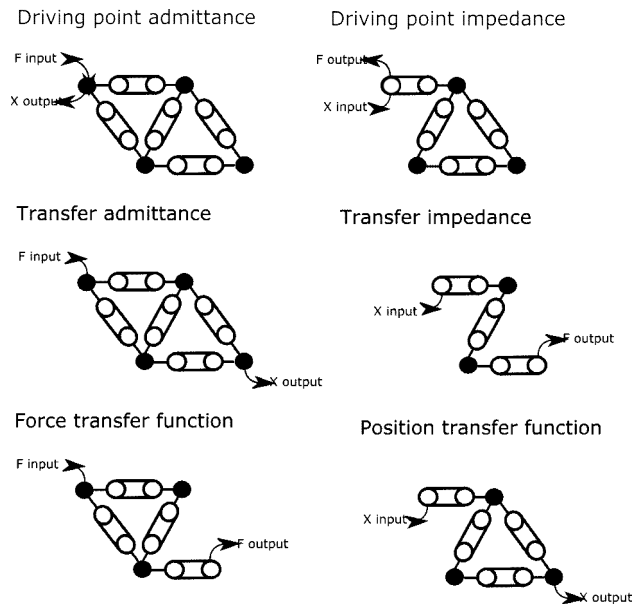 Driving point admittance
F input
X output
Driving point impedance
F output
X input
Transfer admittance
F input
X output
Transfer impedance
X input
F output
Force transfer function
F input
F output
Position transfer function
X input
X output